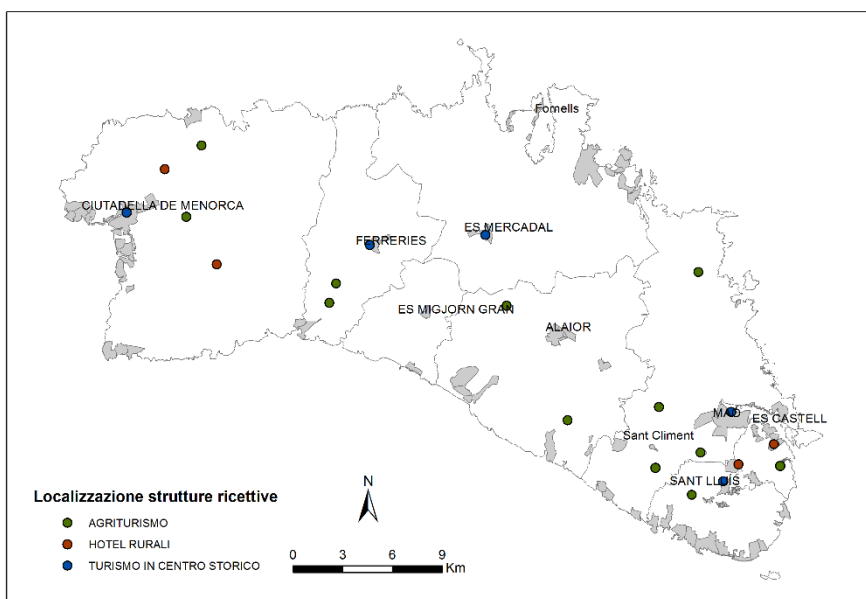 Fornells
CIUTADELLA DE MENORCA
ES MERCADAL
FERRERIES
ES MIGJORN GRAN
ALAIOR
MAÓ
ES CASTELL
Sant Climent
SANT LLUÍS
Localizzazione strutture ricettive
AGRITURISMO
HOTEL RURALI
TURISMO IN CENTRO STORICO
N
0 3 6 9
Km